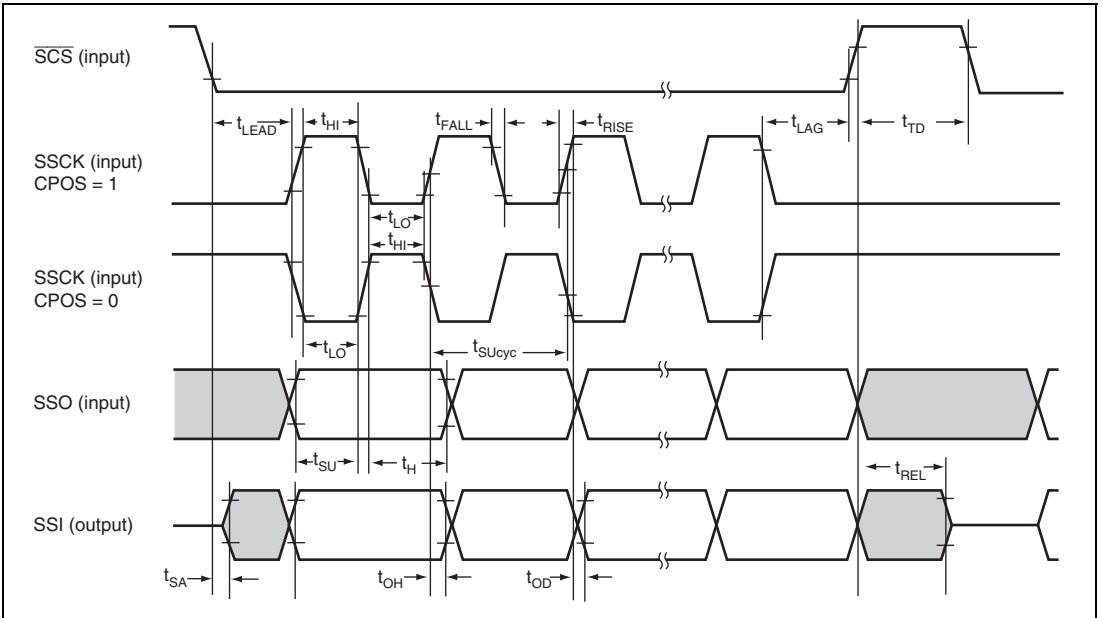 SCS (input)
tLEAD tHI tFALL tRISE tLAG tTD
SSCK (input)
CPOS = 1
tLO
tHI
SSCK (input)
CPOS = 0
tLO tSUcyc
SSO (input)
tSU tH tREL
SSI (output)
tSA tOH tOD